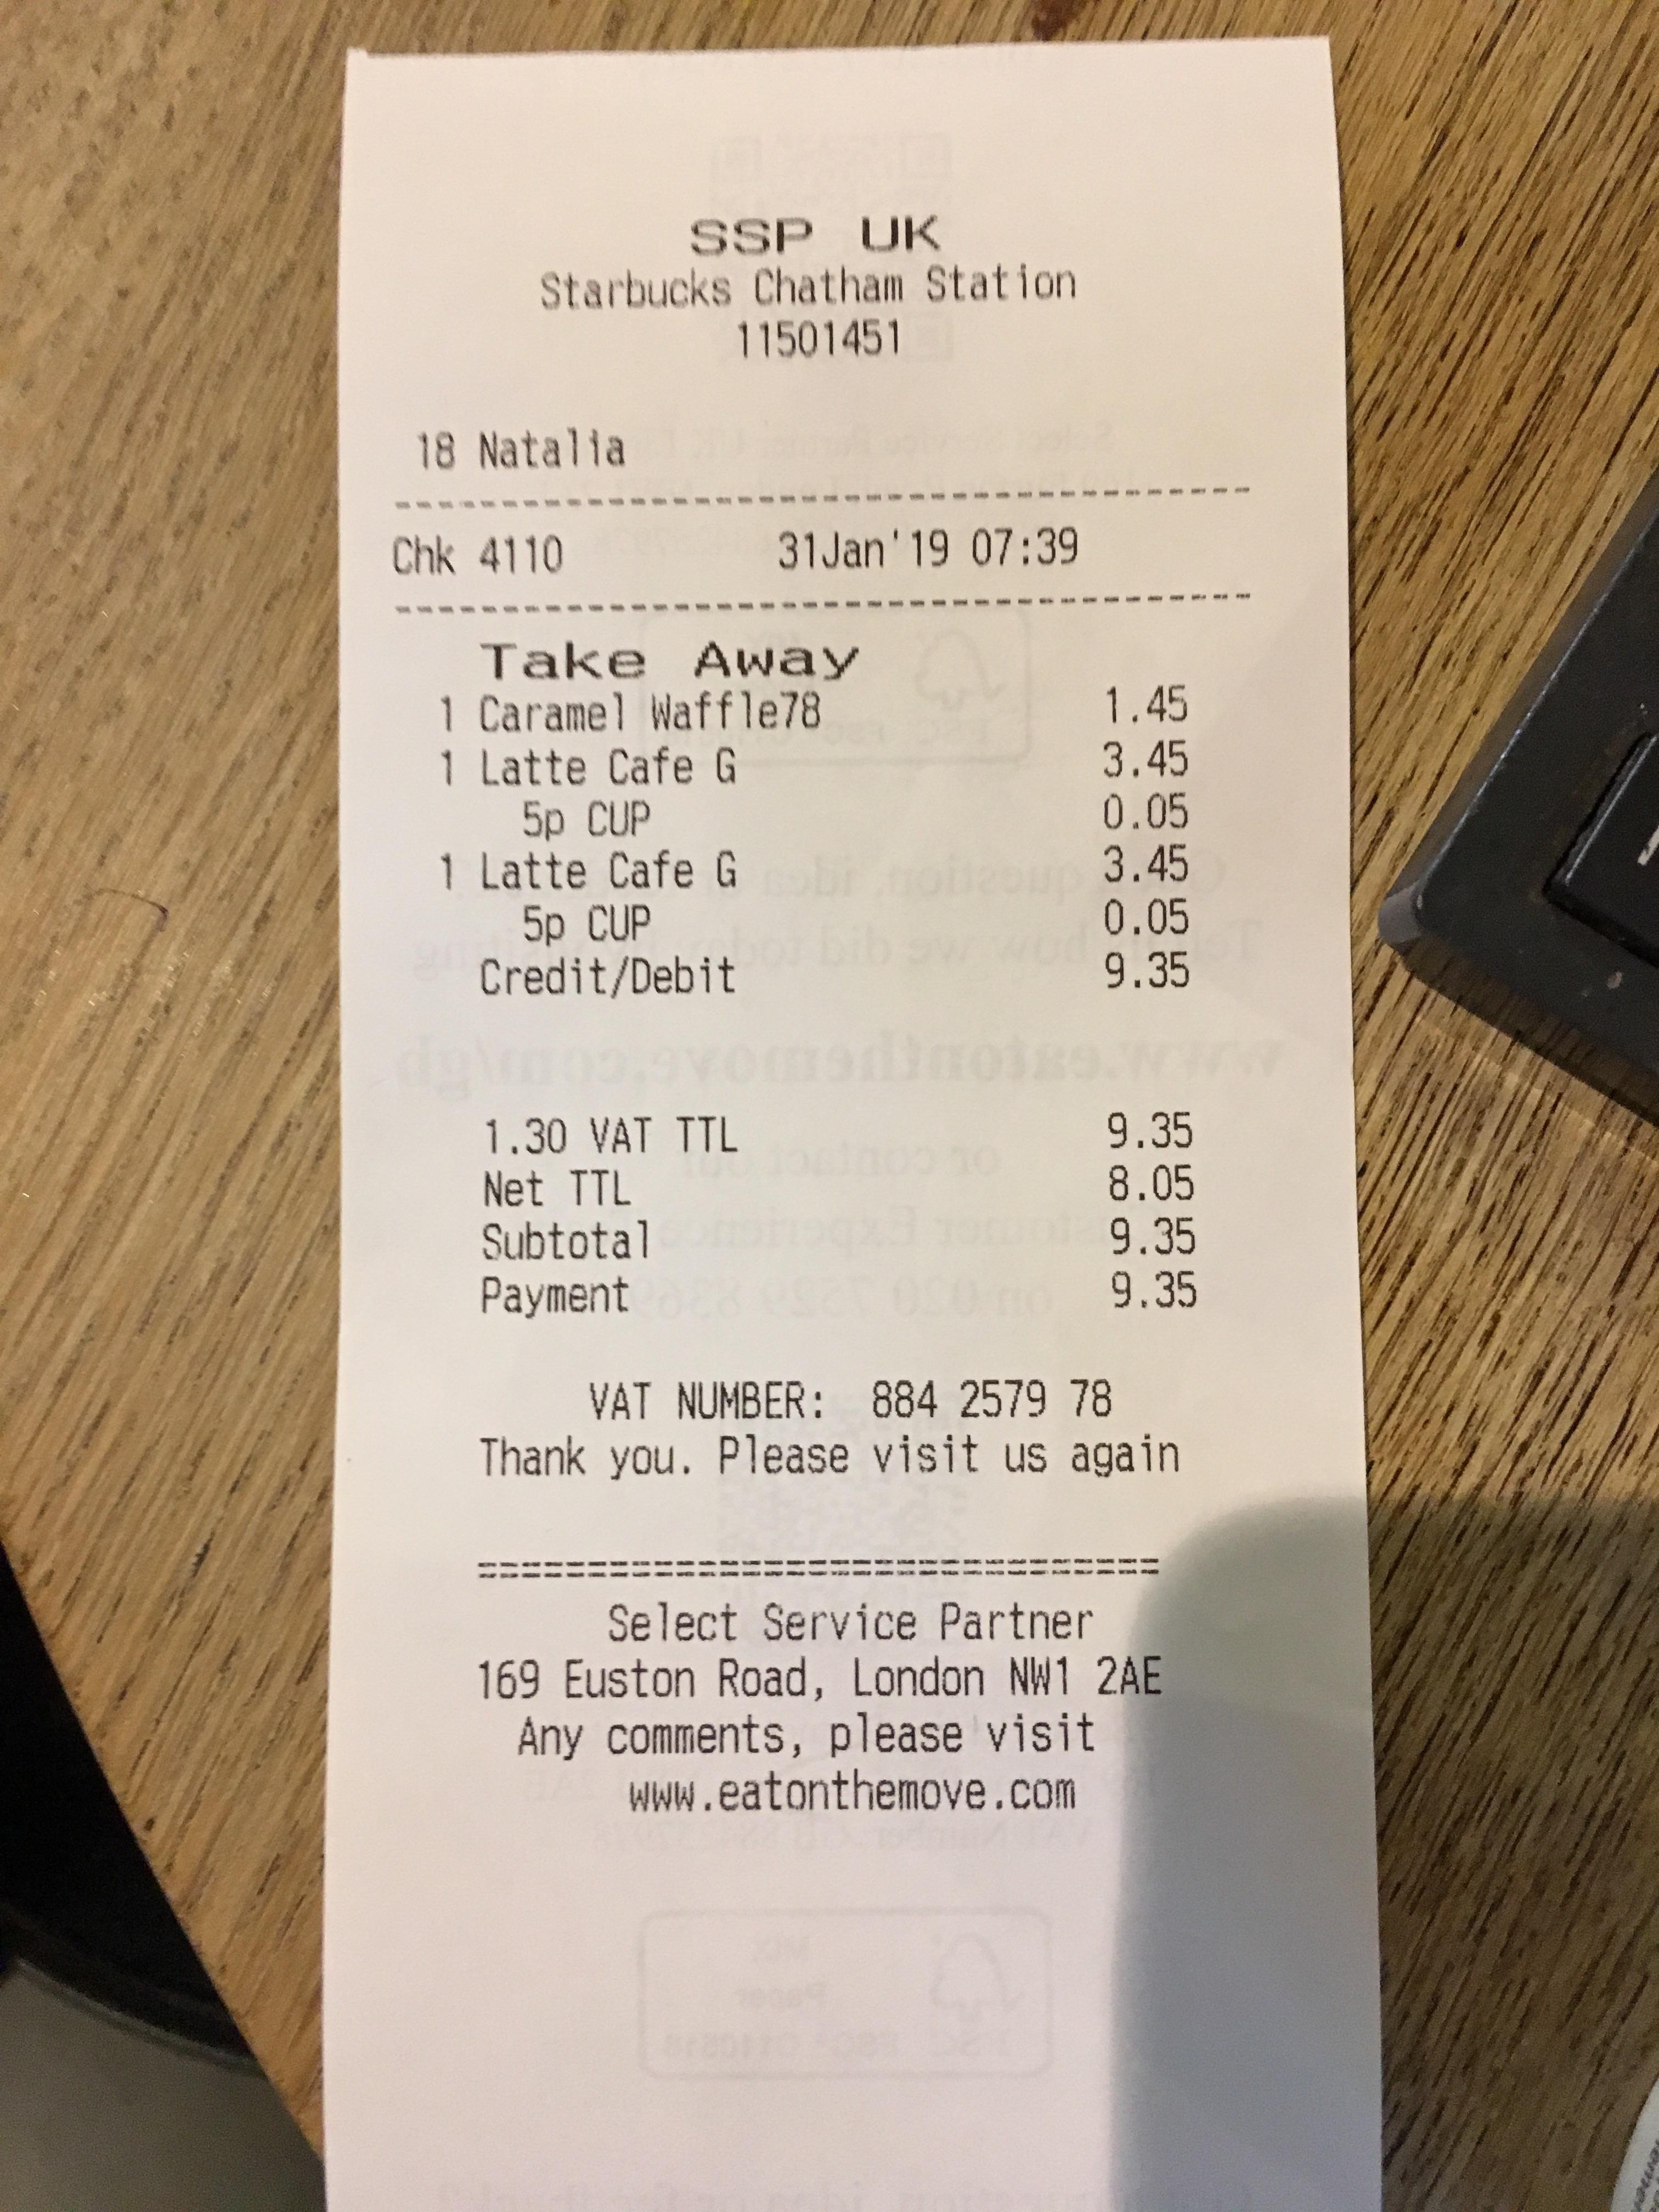 SSP UK
Starbucks Chatham Station
11501451
18 Natalia
Chk 4110 31Jan'19 07:39
Take Away
1 Caramel Waffle78 1.45
1 Latte Cafe G 3.45
5p CUP 0.05
1 Latte Cafe G 3.45
5p CUP 0.05
Credit/Debit 9.35
1.30 VAT TTL 9.35
Net TTL 8.05
Subtotal 9.35
Payment 9.35
VAT NUMBER: 884 2579 78
Thank you. Please visit us again
Select Service Partner
169 Euston Road, London NW1 2AE
Any comments, please visit
www.eatonthemove.com